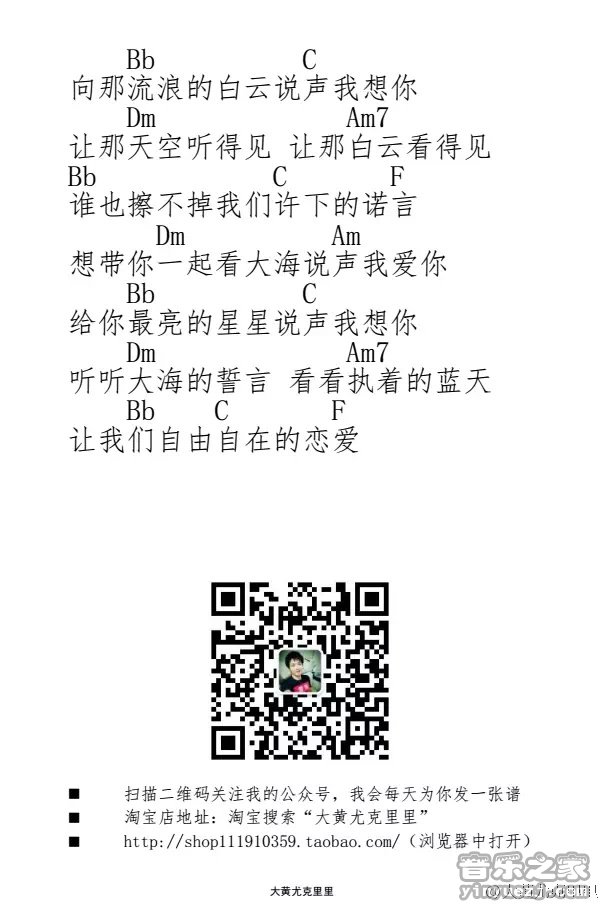 Bb C
向那流浪的白云说声我想你
Dm Am7
让那天空听得见 让那白云看得见
Bb C F
谁也擦不掉我们许下的诺言
Dm Am
想带你一起看大海说声我爱你
Bb C
给你最亮的星星说声我想你
Dm Am7
听听大海的誓言 看看执着的蓝天
Bb C F
让我们自由自在的恋爱
■ 扫描二维码关注我的公众号，我会每天为你发一张谱
■ 淘宝店地址：淘宝搜索“大黄尤克里里”
■ http://shop111910359.taobao.com/（浏览器中打开）
音乐之家
大黄尤克里里